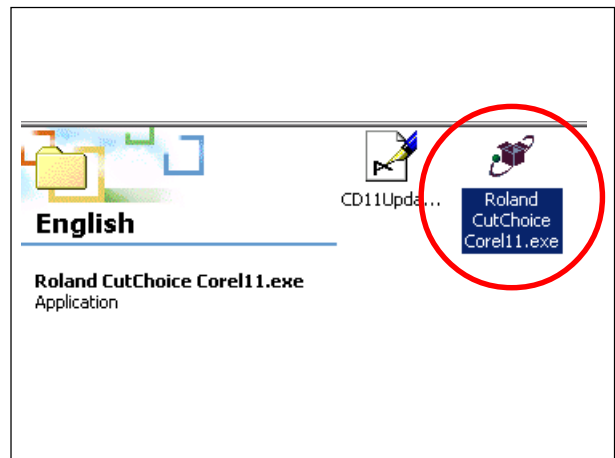 CD11Upda...
Roland
CutChoice
Corel11.exe
English
Roland CutChoice Corel11.exe
Application